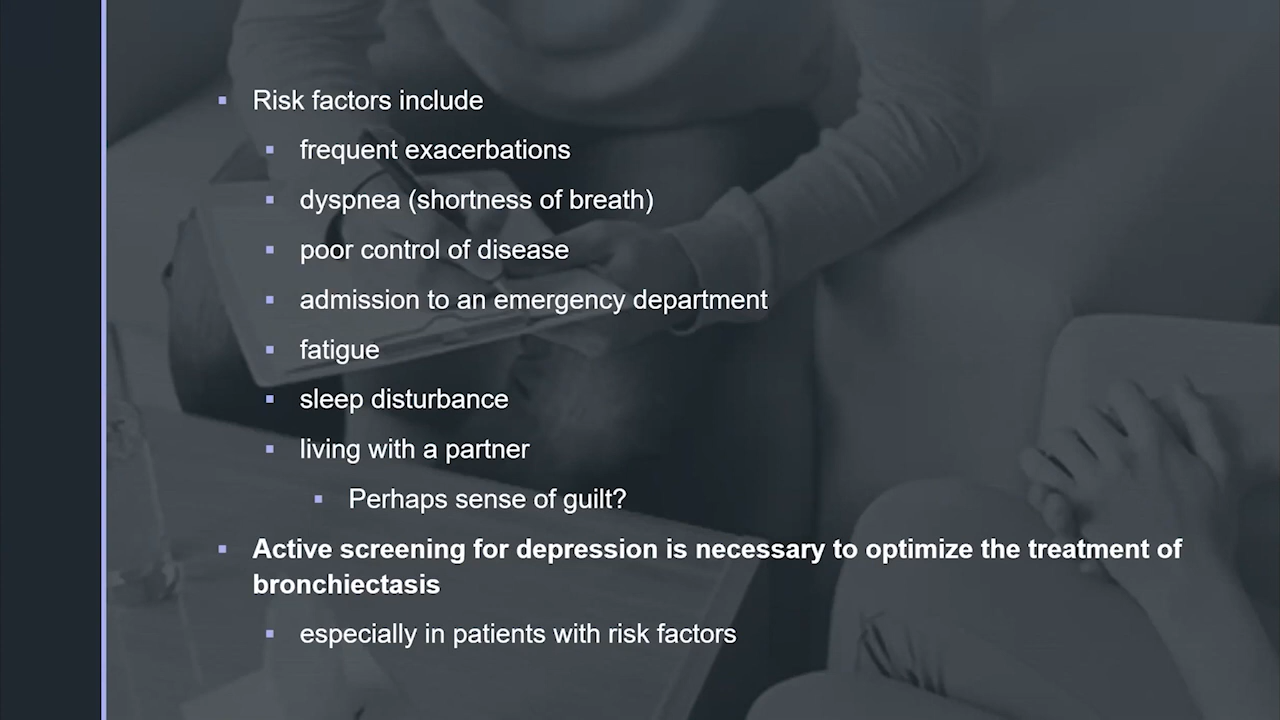 Risk factors include
frequent exacerbations
dyspnea (shortness of breath)
poor control of disease
admission to an emergency department
fatigue
sleep disturbance
living with a partner
Perhaps sense of guilt?
Active screening for depression is necessary to optimize the treatment of
bronchiectasis
especially in patients with risk factors